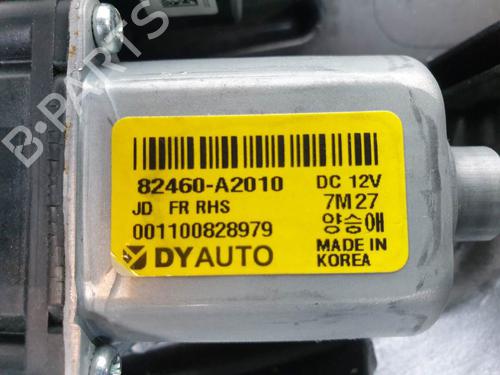 82460-A2010 DC 12V
JD FR RHS 7M27
001100828979 양승애
DYAUTO MADE IN
KOREA
B-PARTS